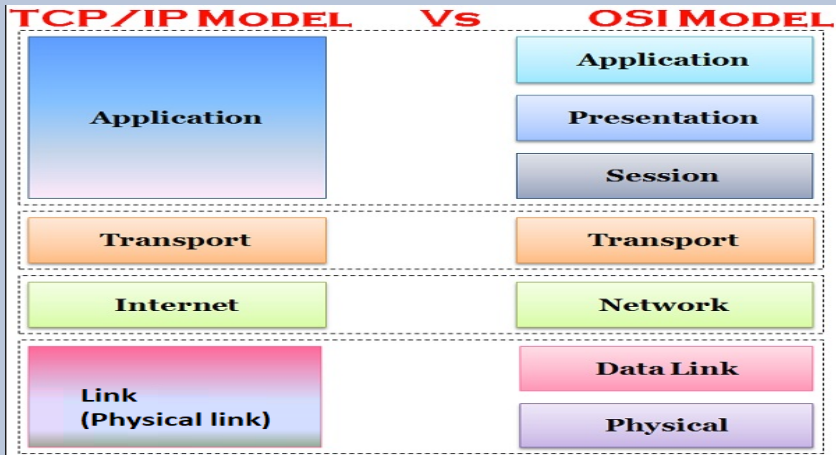 TCP/IP MODEL Vs OSI MODEL
Application
Transport
Internet
Link
(Physical link)
Application
Presentation
Session
Transport
Network
Data Link
Physical